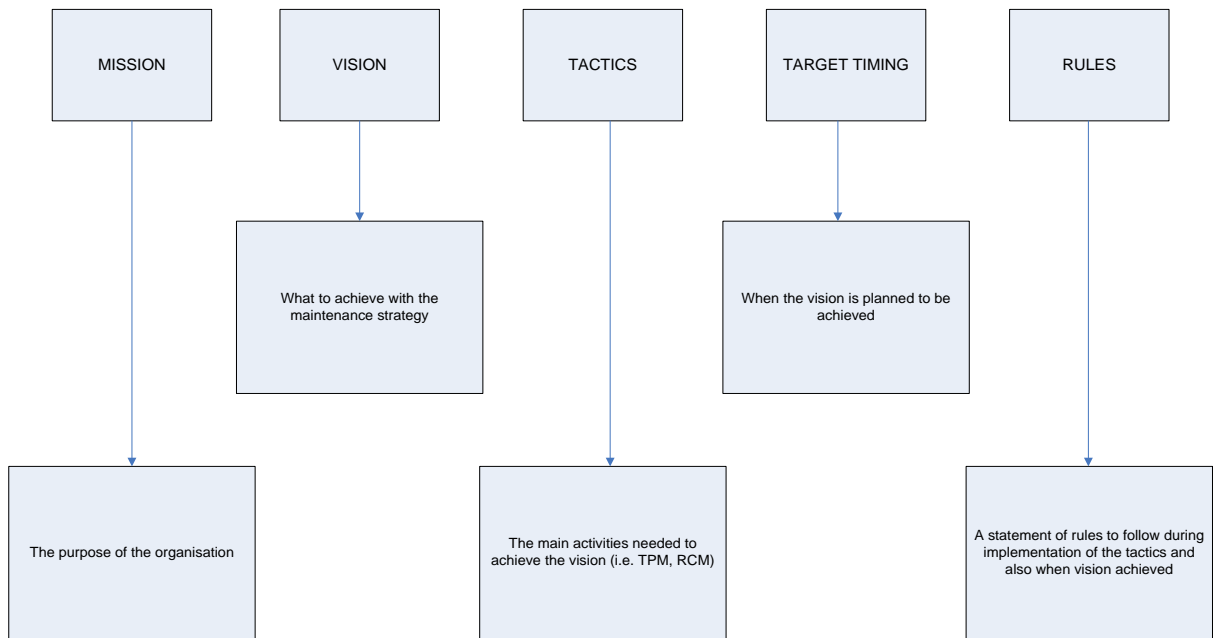 MISSION
VISION
TACTICS
TARGET TIMING
RULES
What to achieve with the
maintenance strategy
When the vision is planned to be
achieved
The purpose of the organisation
The main activities needed to
achieve the vision (i.e. TPM, RCM)
A statement of rules to follow during
implementation of the tactics and
also when vision achieved